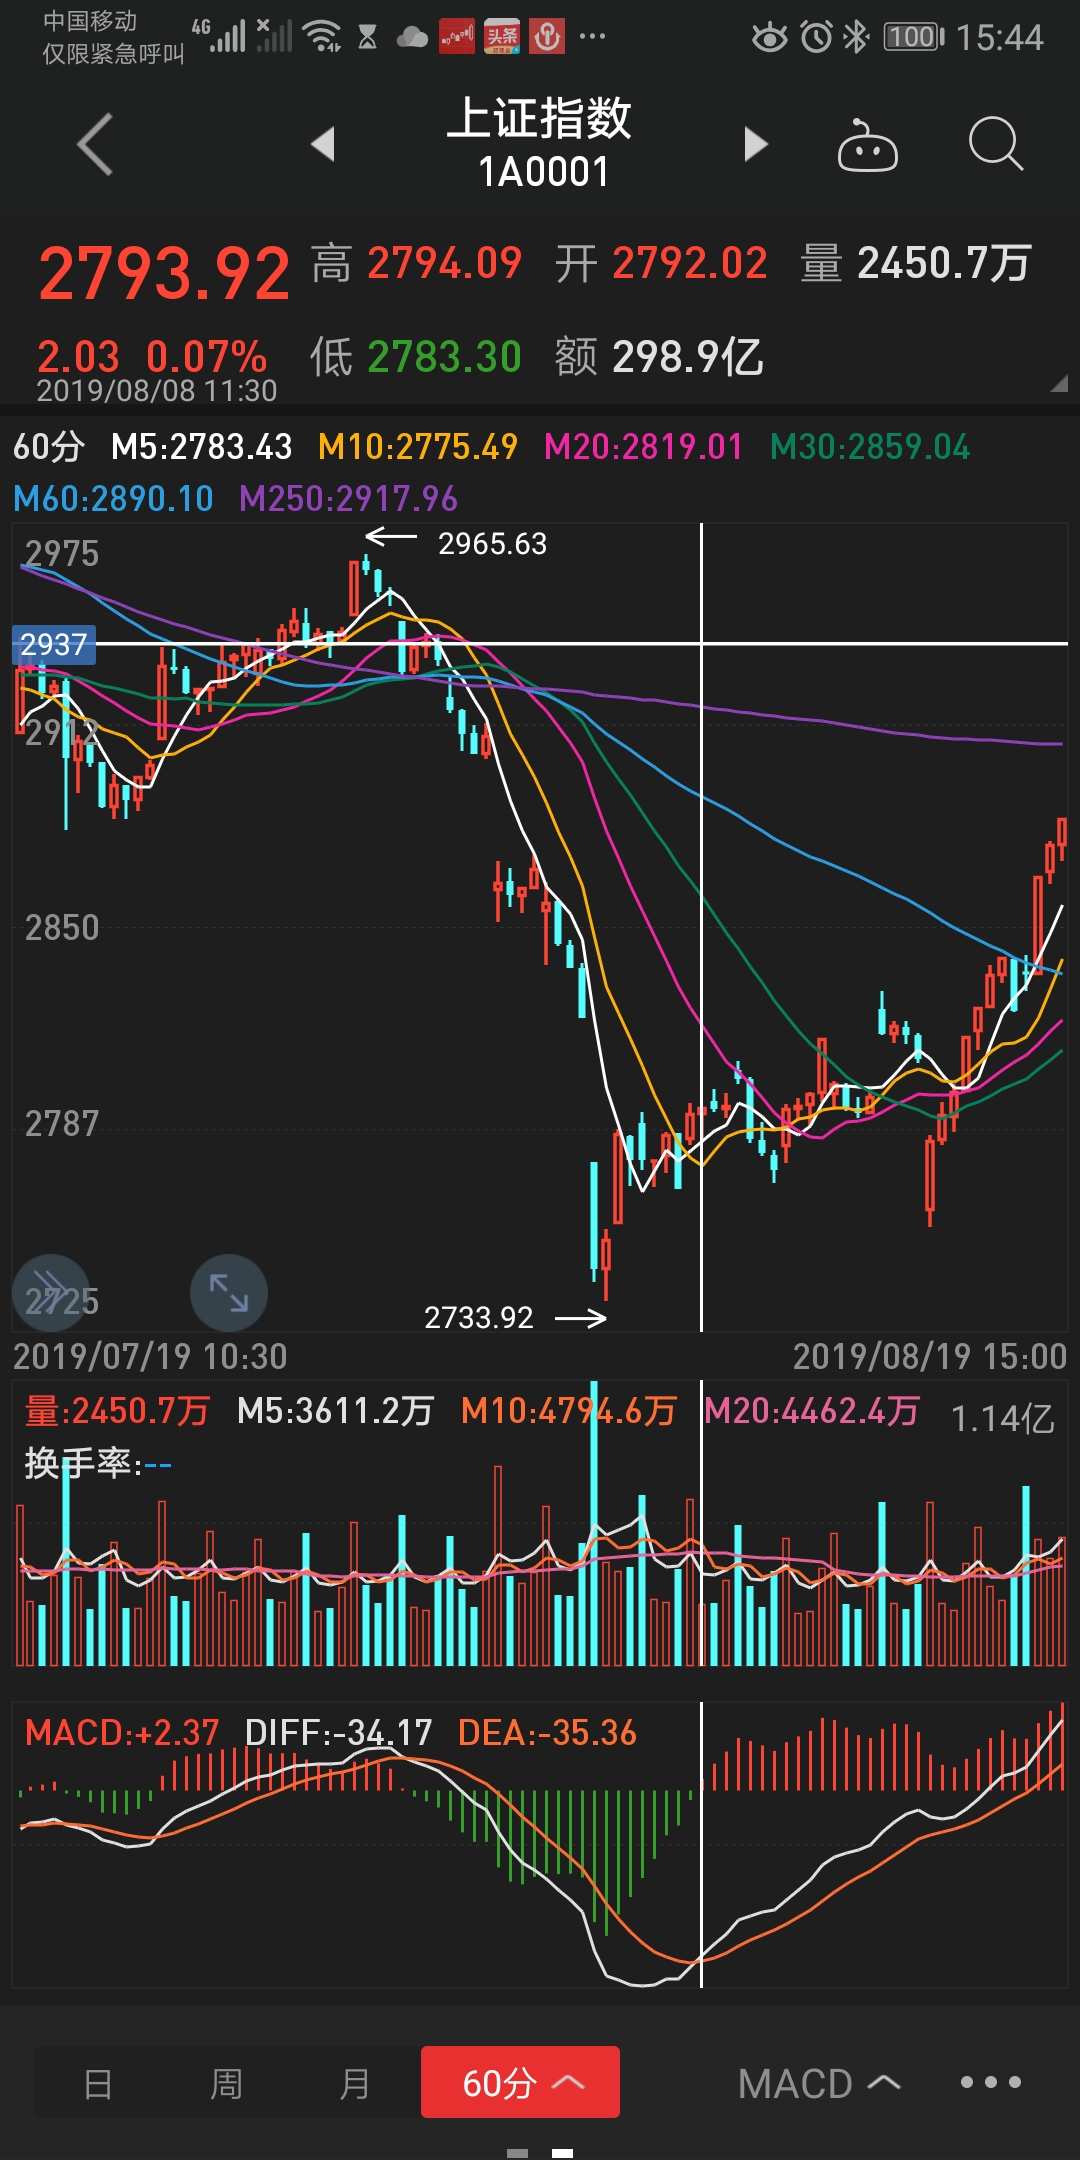 中国移动 4G 100 15:44
仅限紧急呼叫 头条
上证指数
1A0001
2793.92 高 2794.09 开 2792.02 量 2450.7万
2.03 0.07% 低 2783.30 额 298.9亿
2019/08/08 11:30
60分 M5:2783.43 M10:2775.49 M20:2819.01 M30:2859.04
M60:2890.10 M250:2917.96
2975 2965.63
2937
2912
2850
2787
2725
2733.92
2019/07/19 10:30 2019/08/19 15:00
量:2450.7万 M5:3611.2万 M10:4794.6万 M20:4462.4万 1.14亿
换手率:--
MACD:+2.37 DIFF:-34.17 DEA:-35.36
日 周 月 60分 MACD